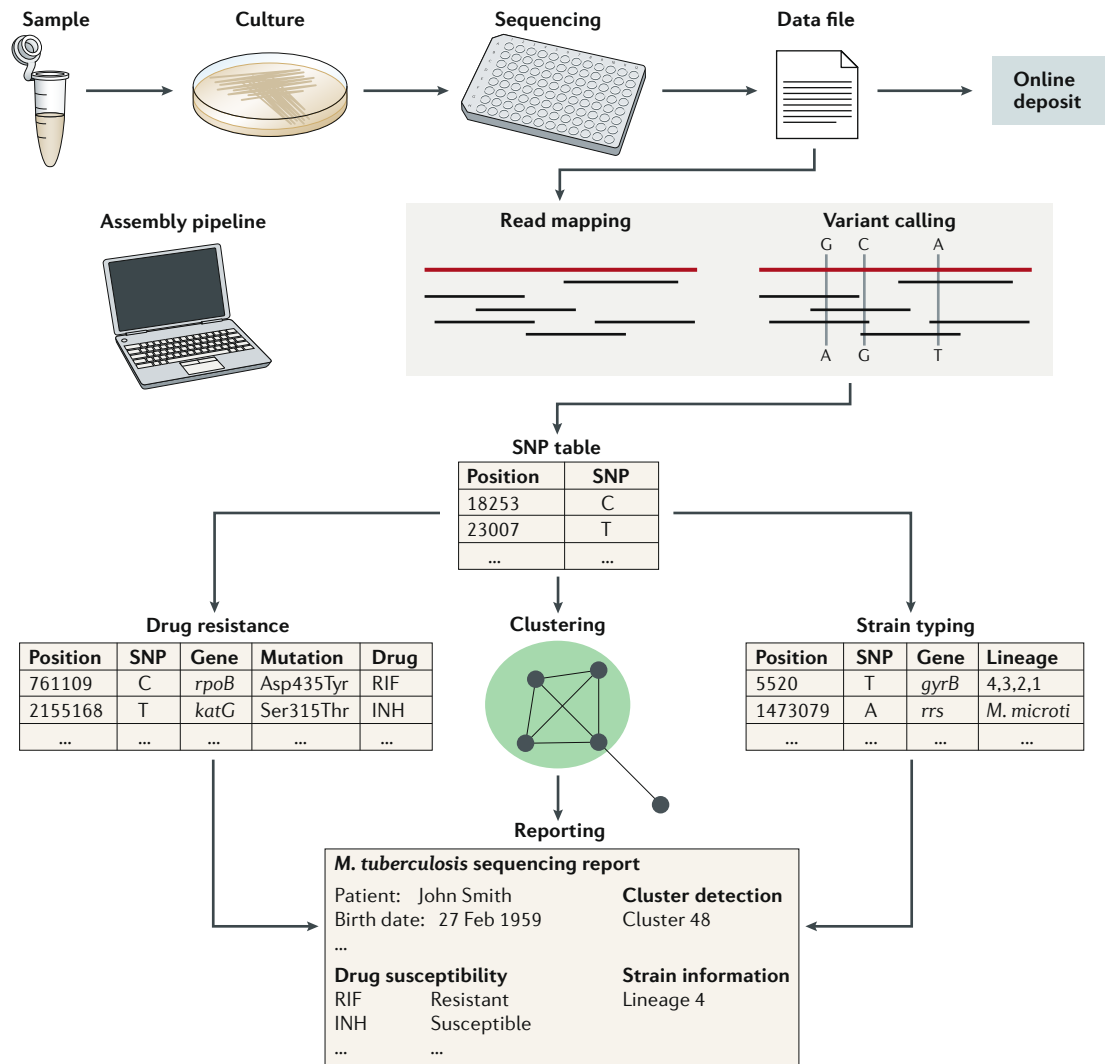 Sample
Culture
Sequencing
Data file
Online
deposit
Assembly pipeline
Read mapping
Variant calling
G C A
A G T
SNP table
Position SNP
18253 C
23007 T
... ...
Drug resistance
Position SNP Gene Mutation Drug
761109 C rpoB Asp435Tyr RIF
2155168 T katG Ser315Thr INH
... ... ... ... ...
Clustering
Strain typing
Position SNP Gene Lineage
5520 T gyrB 4,3,2,1
1473079 A rrs M. microti
... ... ... ...
Reporting
M. tuberculosis sequencing report
Patient: John Smith
Birth date: 27 Feb 1959
...
Cluster detection
Cluster 48
Drug susceptibility
RIF Resistant
INH Susceptible
... ...
Strain information
Lineage 4